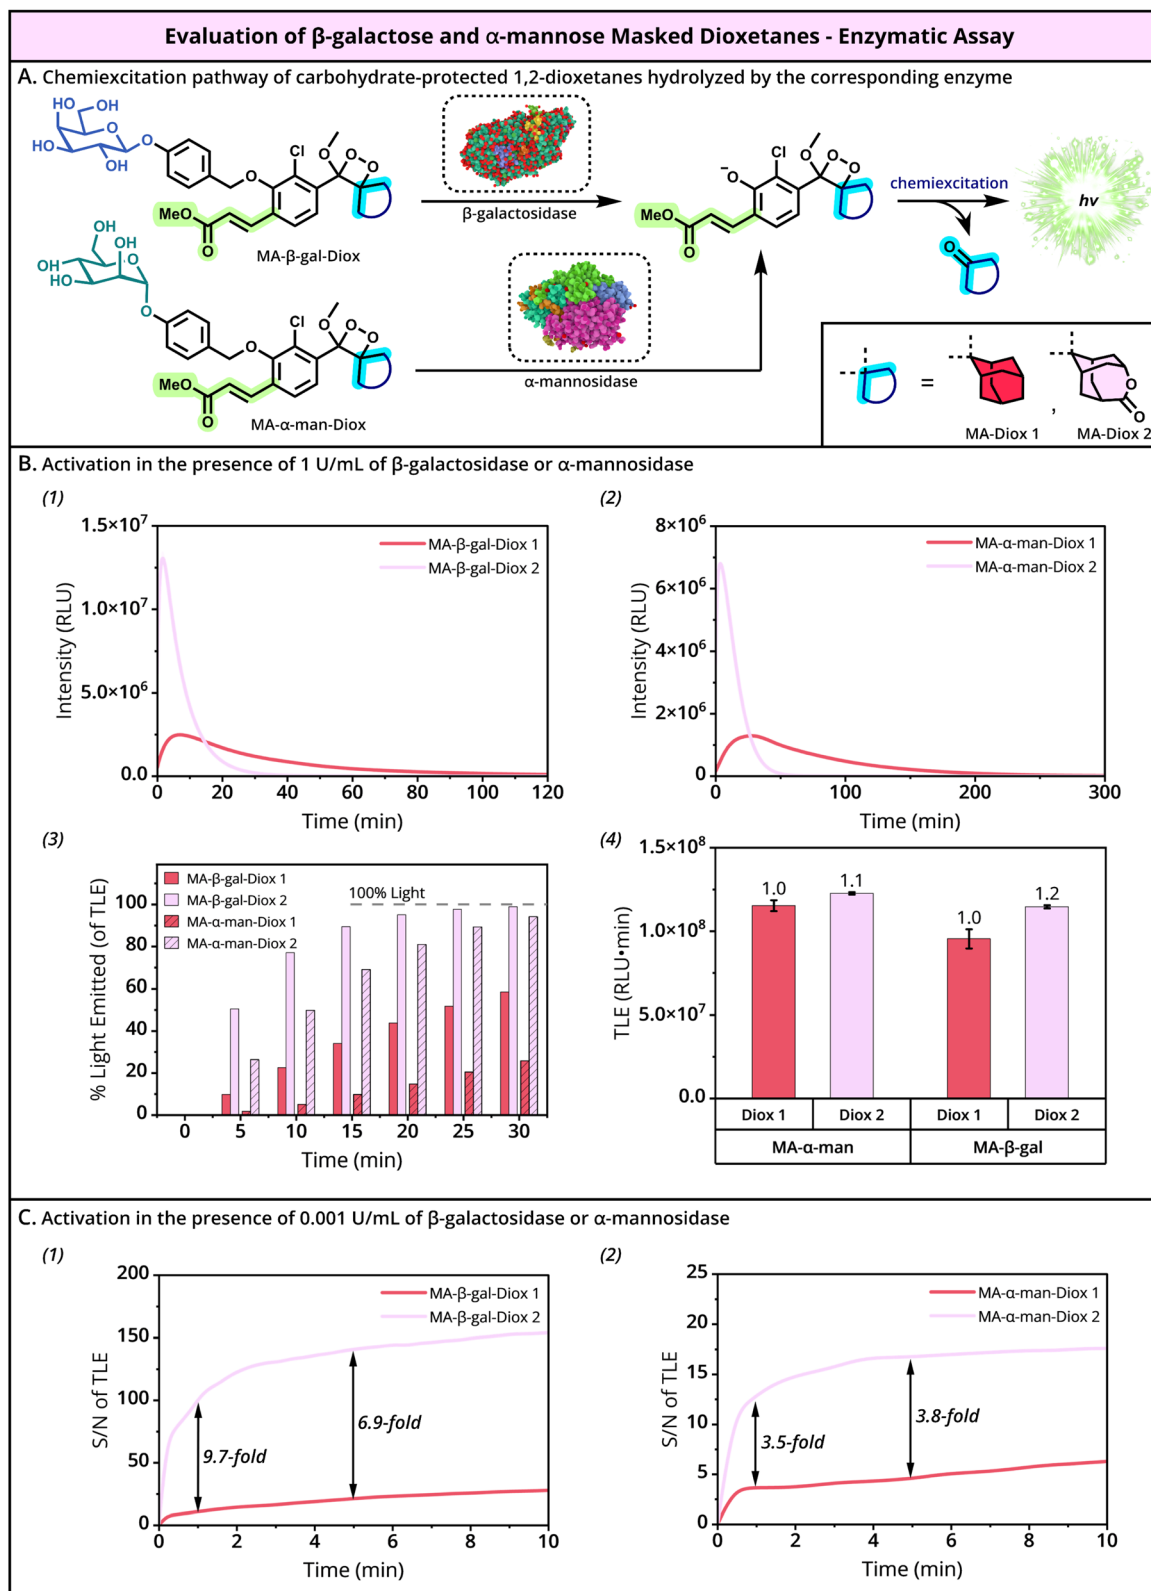 Evaluation of β-galactose and α-mannose Masked Dioxetanes - Enzymatic Assay
A. Chemiexcitation pathway of carbohydrate-protected 1,2-dioxetanes hydrolyzed by the corresponding enzyme
HO
OH
HO
HO
OH
O
O
O
Cl
O
O
O
MeO
O
MA-β-gal-Diox
β-galactosidase
⁻O
Cl
O
O
O
MeO
O
chemiexcitation
hv
O
OH
OH
HO
HO
O
O
O
Cl
O
O
O
MeO
O
MA-α-man-Diox
α-mannosidase
=
,
O
O
MA-Diox 1
MA-Diox 2
B. Activation in the presence of 1 U/mL of β-galactosidase or α-mannosidase
(1)
1.5×10⁷
1.0×10⁷
5.0×10⁶
0.0
Intensity (RLU)
MA-β-gal-Diox 1
MA-β-gal-Diox 2
0 20 40 60 80 100 120
Time (min)
(2)
8×10⁶
6×10⁶
4×10⁶
2×10⁶
0
Intensity (RLU)
MA-α-man-Diox 1
MA-α-man-Diox 2
0 100 200 300
Time (min)
(3)
100
80
60
40
20
0
% Light Emitted (of TLE)
MA-β-gal-Diox 1
MA-β-gal-Diox 2
MA-α-man-Diox 1
MA-α-man-Diox 2
100% Light
0 5 10 15 20 25 30
Time (min)
(4)
1.5×10⁸
1.0×10⁸
5.0×10⁷
0.0
TLE (RLU•min)
1.0
1.1
1.0
1.2
Diox 1 Diox 2 Diox 1 Diox 2
MA-α-man MA-β-gal
C. Activation in the presence of 0.001 U/mL of β-galactosidase or α-mannosidase
(1)
200
150
100
50
0
S/N of TLE
MA-β-gal-Diox 1
MA-β-gal-Diox 2
9.7-fold
6.9-fold
0 2 4 6 8 10
Time (min)
(2)
25
20
15
10
5
0
S/N of TLE
MA-α-man-Diox 1
MA-α-man-Diox 2
3.5-fold
3.8-fold
0 2 4 6 8 10
Time (min)